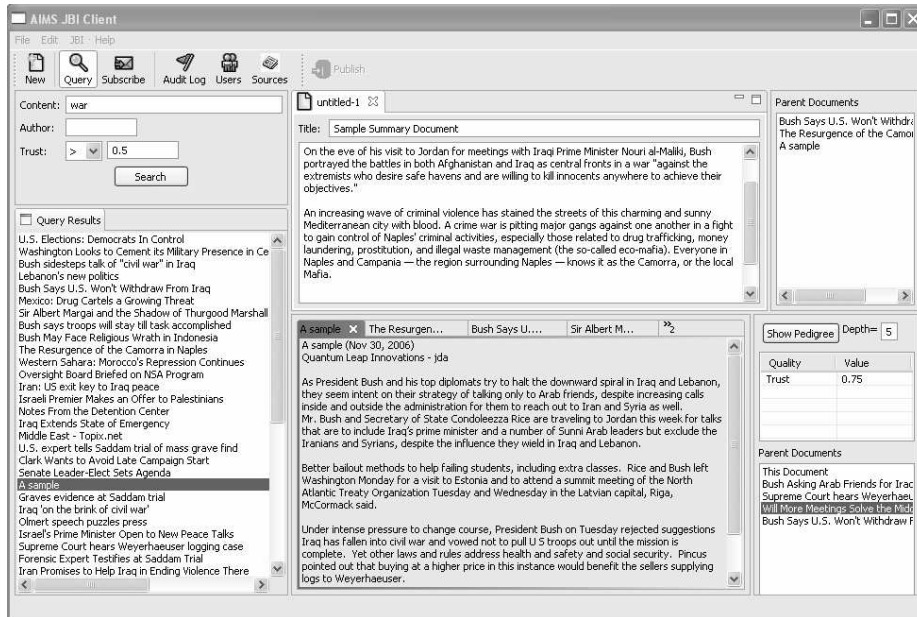 AIMS JBI Client
File Edit JBI Help
New Query Subscribe Audit Log Users Sources Publish
Content: war
Author:
Trust: > 0.5
Search
Query Results
U.S. Elections: Democrats In Control
Washington Looks to Cement its Military Presence in Ce
Bush sidesteps talk of "civil war" in Iraq
Lebanon's new politics
Bush Says U.S. Won't Withdraw From Iraq
Mexico: Drug Cartels a Growing Threat
Sir Albert Margai and the Shadow of Thurgood Marshall
Bush says troops will stay till task accomplished
Bush May Face Religious Wrath in Indonesia
The Resurgence of the Camorra in Naples
Western Sahara: Morocco's Repression Continues
Oversight Board Briefed on NSA Program
Iran: US exit key to Iraq peace
Israeli Premier Makes an Offer to Palestinians
Notes From the Detention Center
Iraq Extends State of Emergency
Middle East - Topix.net
U.S. expert tells Saddam trial of mass grave find
Clark Wants to Avoid Late Campaign Start
Senate Leader-Elect Sets Agenda
A sample
Graves evidence at Saddam trial
Iraq 'on the brink of civil war'
Olmert speech puzzles press
Israel's Prime Minister Open to New Peace Talks
Supreme Court hears Weyerhaeuser logging case
Forensic Expert Testifies at Saddam Trial
Iran Promises to Help Iraq in Ending Violence There
untitled-1
Title: Sample Summary Document
On the eve of his visit to Jordan for meetings with Iraqi Prime Minister Nouri al-Maliki, Bush
portrayed the battles in both Afghanistan and Iraq as central fronts in a war "against the
extremists who desire safe havens and are willing to kill innocents anywhere to achieve their
objectives."
An increasing wave of criminal violence has stained the streets of this charming and sunny
Mediterranean city with blood. A crime war is pitting major gangs against one another in a fight
to gain control of Naples' criminal activities, especially those related to drug trafficking, money
laundering, prostitution, and illegal waste management (the so-called eco-mafia). Everyone in
Naples and Campania — the region surrounding Naples — knows it as the Camorra, or the local
Mafia.
A sample The Resurgen... Bush Says U.... Sir Albert M... »2
A sample (Nov 30, 2006)
Quantum Leap Innovations - jda
As President Bush and his top diplomats try to halt the downward spiral in Iraq and Lebanon,
they seem intent on their strategy of talking only to Arab friends, despite increasing calls
inside and outside the administration for them to reach out to Iran and Syria as well.
Mr. Bush and Secretary of State Condoleezza Rice are traveling to Jordan this week for talks
that are to include Iraq's prime minister and a number of Sunni Arab leaders but exclude the
Iranians and Syrians, despite the influence they wield in Iraq and Lebanon.
Better bailout methods to help failing students, including extra classes. Rice and Bush left
Washington Monday for a visit to Estonia and to attend a summit meeting of the North
Atlantic Treaty Organization Tuesday and Wednesday in the Latvian capital, Riga,
McCormack said.
Under intense pressure to change course, President Bush on Tuesday rejected suggestions
Iraq has fallen into civil war and vowed not to pull U S troops out until the mission is
complete. Yet other laws and rules address health and safety and social security. Pincus
pointed out that buying at a higher price in this instance would benefit the sellers supplying
logs to Weyerhaeuser.
Parent Documents
Bush Says U.S. Won't Withdra
The Resurgence of the Camor
A sample
Show Pedigree Depth= 5
Quality Value
Trust 0.75
Parent Documents
This Document
Bush Asking Arab Friends for Irac
Supreme Court hears Weyerhaeu
Will More Meetings Solve the Midc
Bush Says U.S. Won't Withdraw F